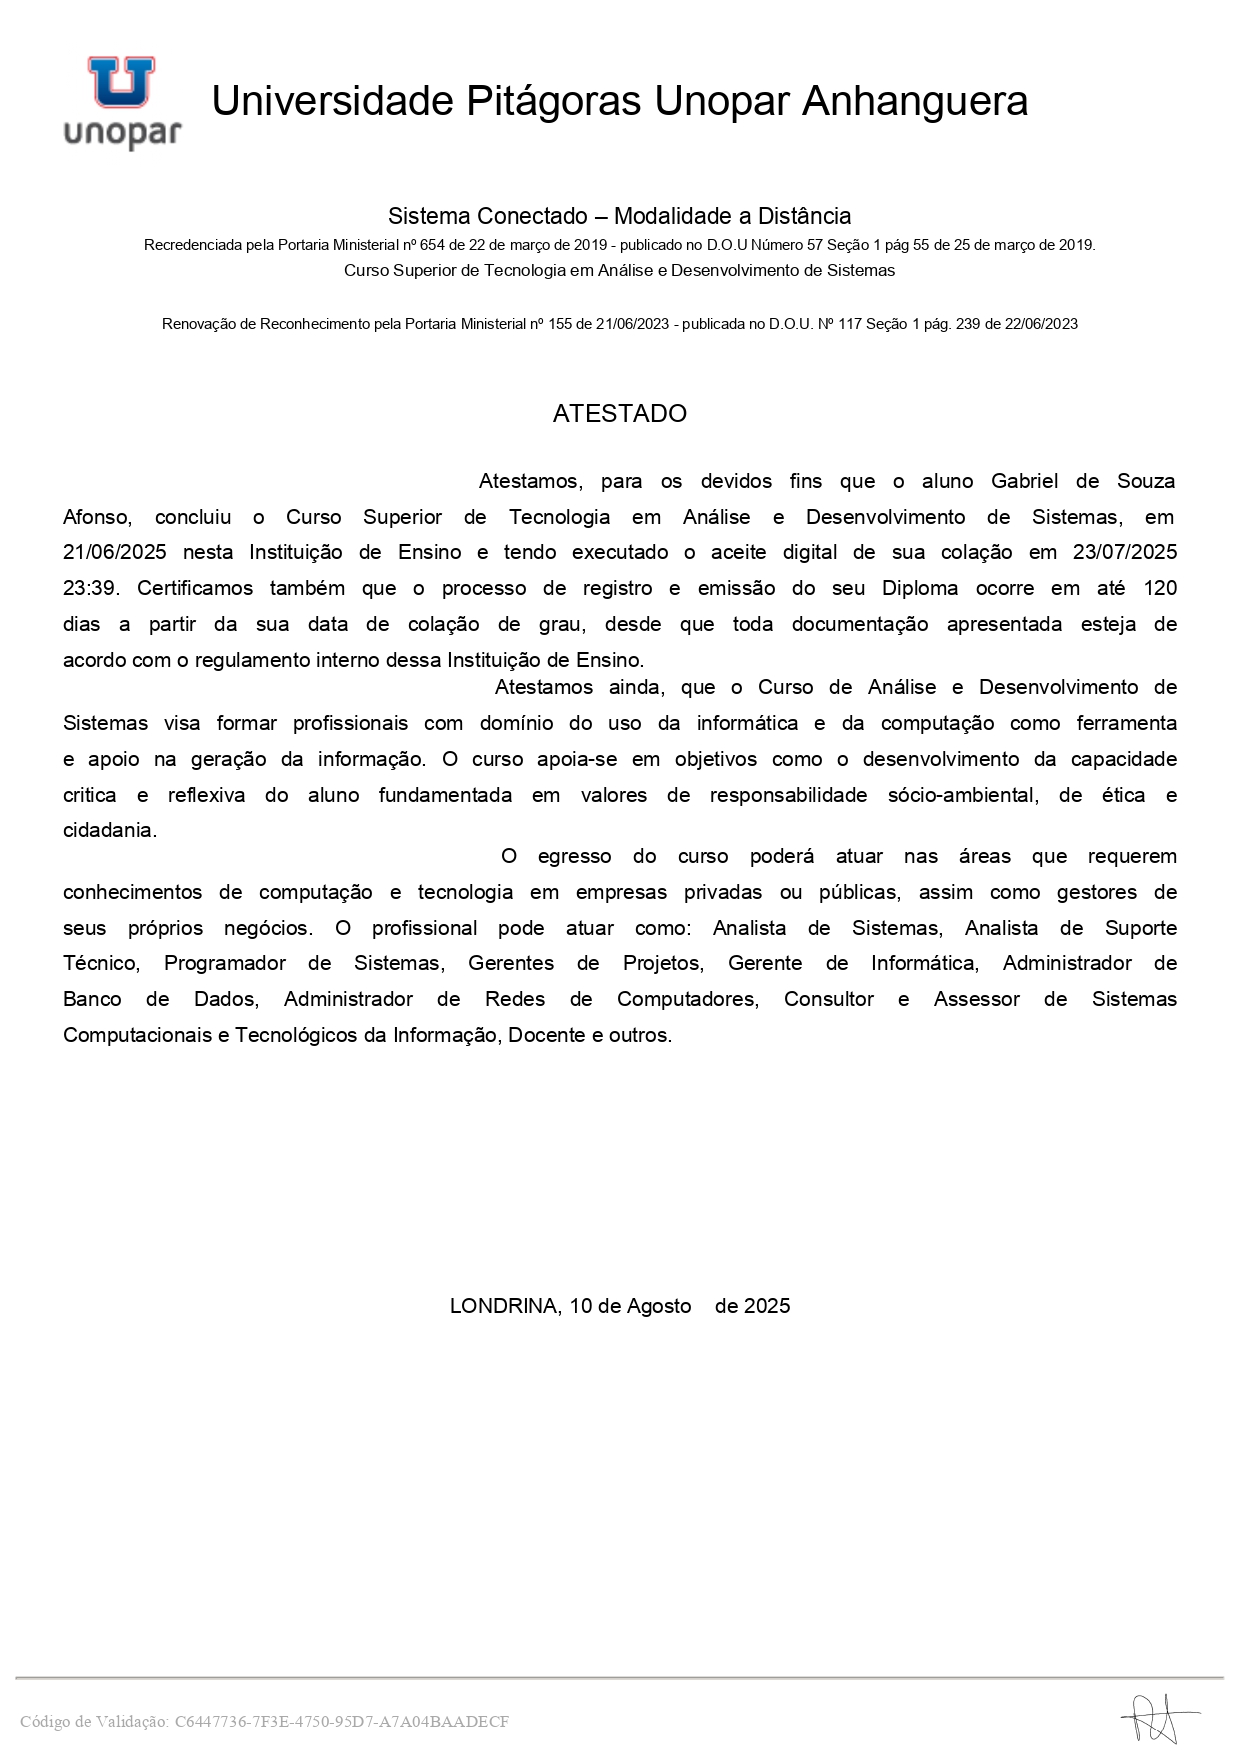 unopar
Universidade Pitágoras Unopar Anhanguera
Sistema Conectado – Modalidade a Distância
Recredenciada pela Portaria Ministerial nº 654 de 22 de março de 2019 - publicado no D.O.U Número 57 Seção 1 pág 55 de 25 de março de 2019.
Curso Superior de Tecnologia em Análise e Desenvolvimento de Sistemas
Renovação de Reconhecimento pela Portaria Ministerial nº 155 de 21/06/2023 - publicada no D.O.U. Nº 117 Seção 1 pág. 239 de 22/06/2023
ATESTADO
Atestamos, para os devidos fins que o aluno Gabriel de Souza
Afonso, concluiu o Curso Superior de Tecnologia em Análise e Desenvolvimento de Sistemas, em
21/06/2025 nesta Instituição de Ensino e tendo executado o aceite digital de sua colação em 23/07/2025
23:39. Certificamos também que o processo de registro e emissão do seu Diploma ocorre em até 120
dias a partir da sua data de colação de grau, desde que toda documentação apresentada esteja de
acordo com o regulamento interno dessa Instituição de Ensino.
Atestamos ainda, que o Curso de Análise e Desenvolvimento de
Sistemas visa formar profissionais com domínio do uso da informática e da computação como ferramenta
e apoio na geração da informação. O curso apoia-se em objetivos como o desenvolvimento da capacidade
critica e reflexiva do aluno fundamentada em valores de responsabilidade sócio-ambiental, de ética e
cidadania.
O egresso do curso poderá atuar nas áreas que requerem
conhecimentos de computação e tecnologia em empresas privadas ou públicas, assim como gestores de
seus próprios negócios. O profissional pode atuar como: Analista de Sistemas, Analista de Suporte
Técnico, Programador de Sistemas, Gerentes de Projetos, Gerente de Informática, Administrador de
Banco de Dados, Administrador de Redes de Computadores, Consultor e Assessor de Sistemas
Computacionais e Tecnológicos da Informação, Docente e outros.
LONDRINA, 10 de Agosto de 2025
Código de Validação: C6447736-7F3E-4750-95D7-A7A04BAADECF